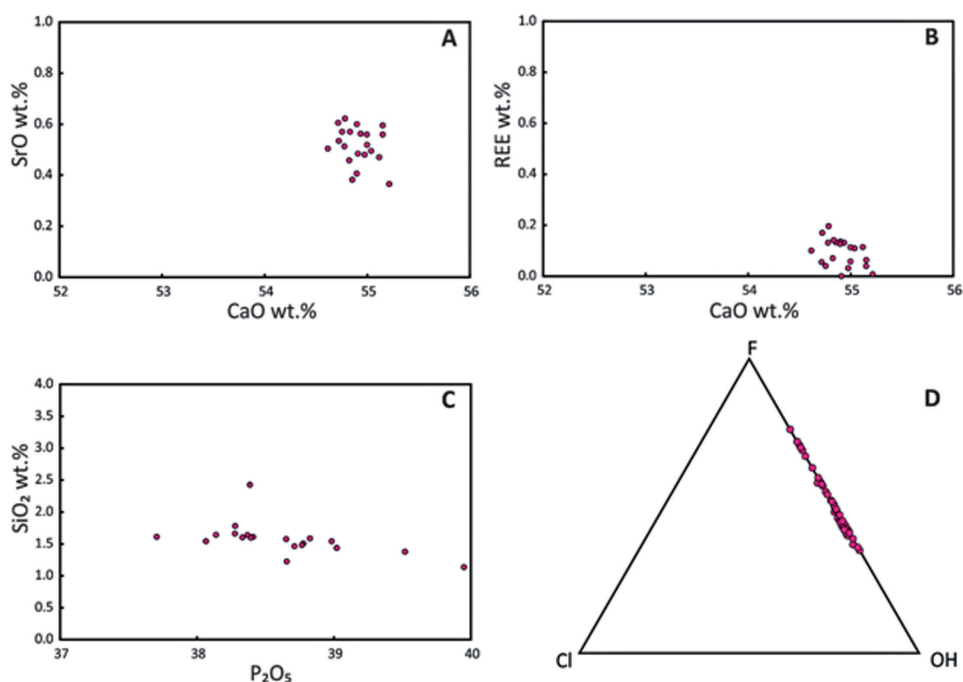 A
SrO wt.%
1.0
0.8
0.6
0.4
0.2
0.0
52 53 54 55 56
CaO wt.%
B
REE wt.%
1.0
0.8
0.6
0.4
0.2
0.0
52 53 54 55 56
CaO wt.%
C
SiO₂ wt.%
4.0
3.5
3.0
2.5
2.0
1.5
1.0
0.5
0.0
37 38 39 40
P₂O₅
D
F
Cl OH